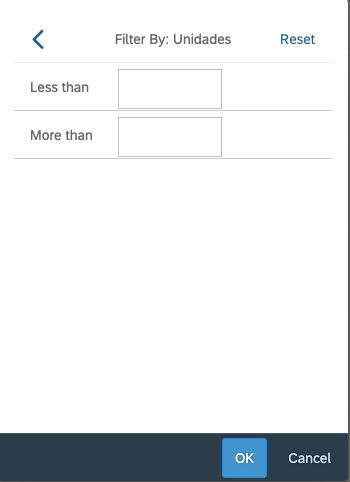 Filter By: Unidades Reset
Less than
More than
OK Cancel